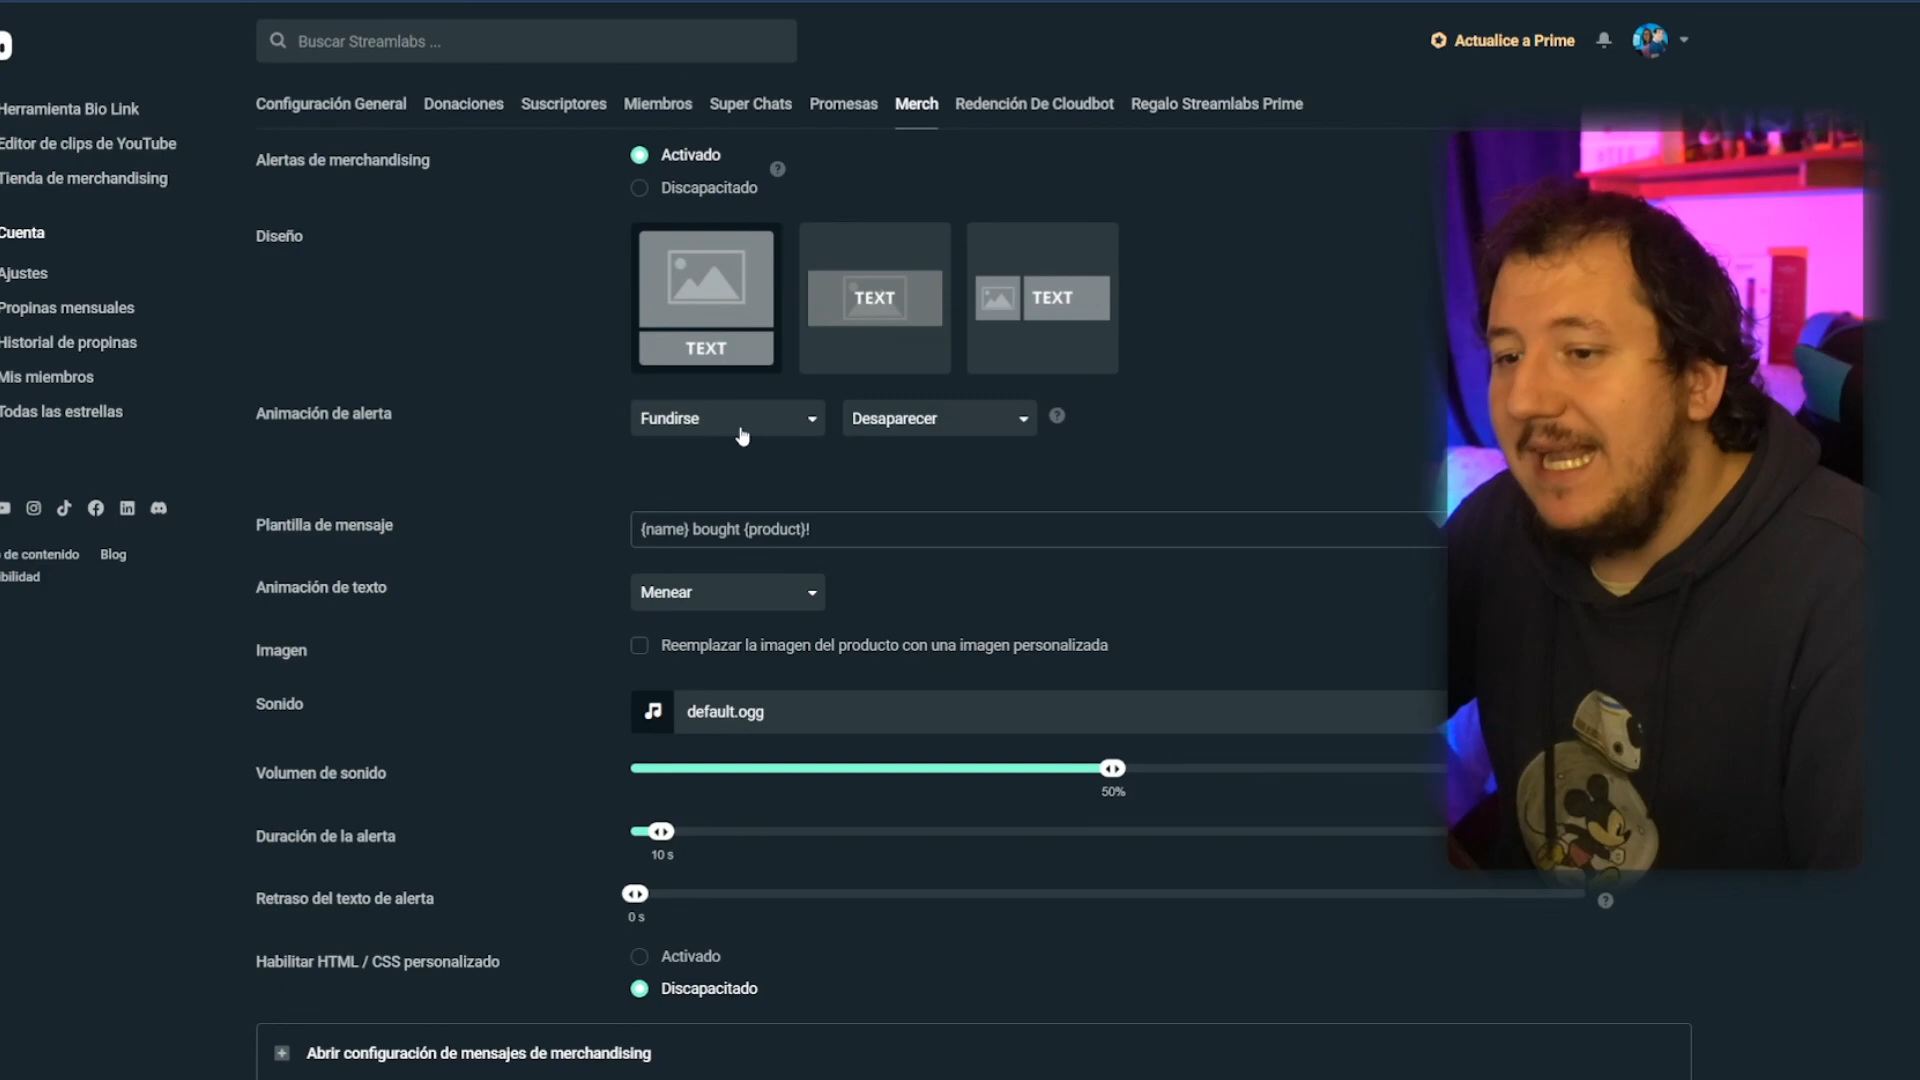 Buscar Streamlabs ...
Actualice a Prime
Herramienta Bio Link
Editor de clips de YouTube
Tienda de merchandising
Cuenta
Ajustes
Propinas mensuales
Historial de propinas
Mis miembros
Todas las estrellas
de contenido Blog
ibilidad
Configuración General Donaciones Suscriptores Miembros Super Chats Promesas Merch Redención De Cloudbot Regalo Streamlabs Prime
Alertas de merchandising
Activado
Discapacitado
Diseño
TEXT
TEXT
TEXT
Animación de alerta
Fundirse
Desaparecer
Plantilla de mensaje
{name} bought {product}!
Animación de texto
Menear
Imagen
Reemplazar la imagen del producto con una imagen personalizada
Sonido
default.ogg
Volumen de sonido
50%
Duración de la alerta
10 s
Retraso del texto de alerta
0 s
Habilitar HTML / CSS personalizado
Activado
Discapacitado
Abrir configuración de mensajes de merchandising